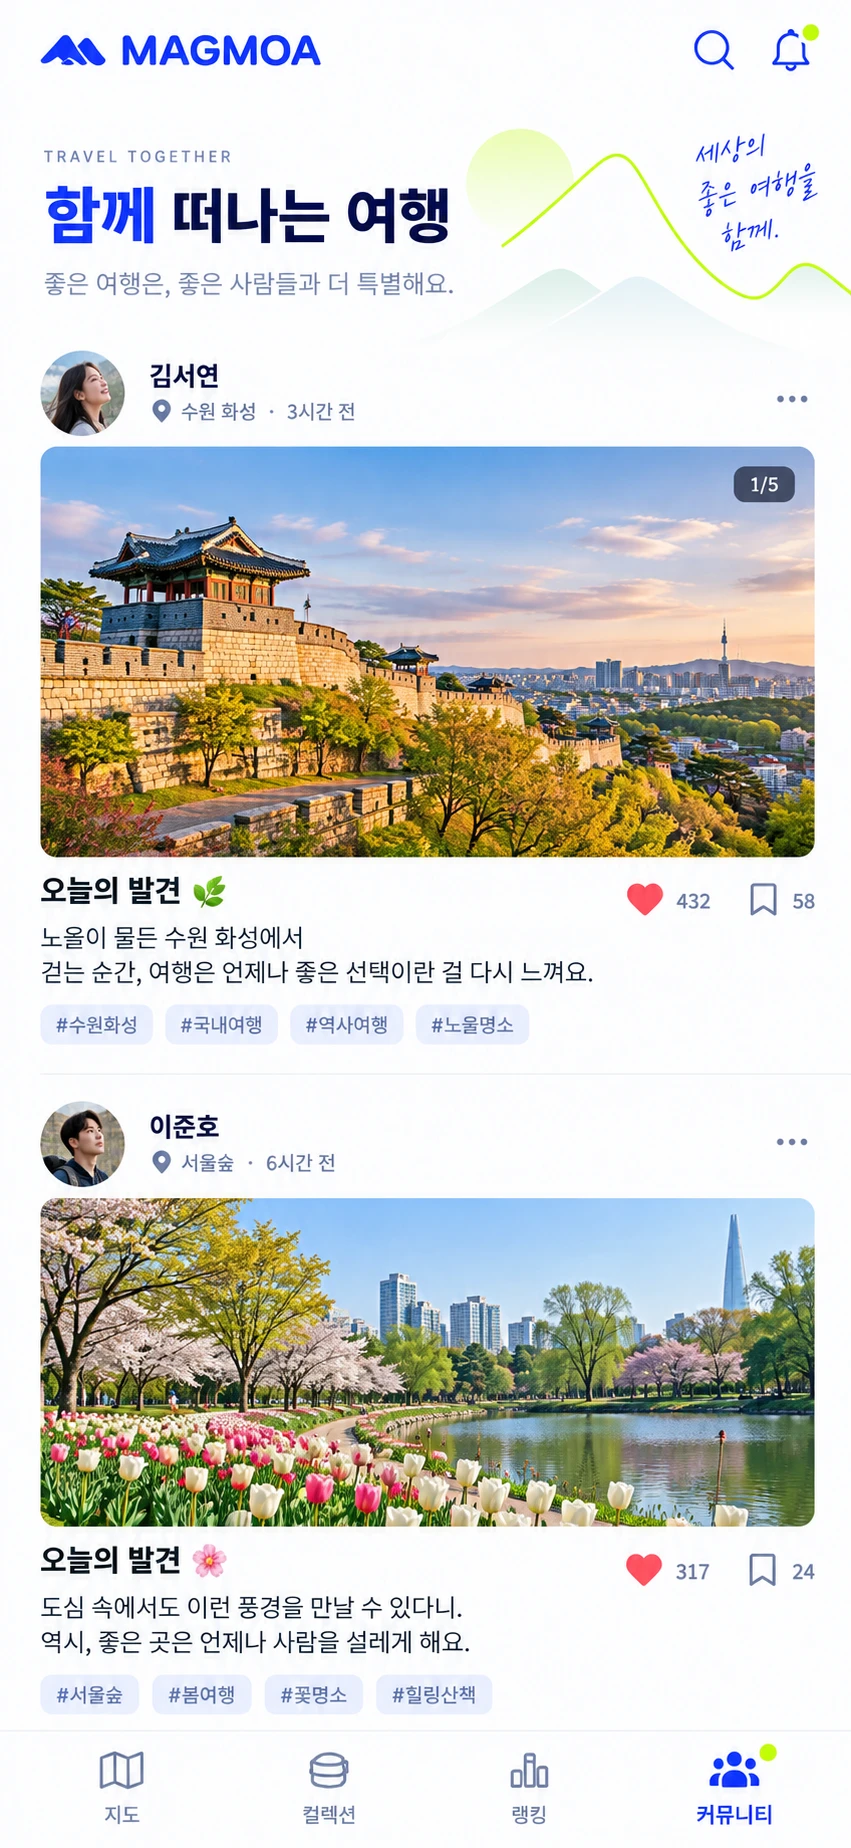 MAGMOA
TRAVEL TOGETHER
함께 떠나는 여행
좋은 여행은, 좋은 사람들과 더 특별해요.
세상의
좋은 여행을
함께.
김서연
수원 화성 · 3시간 전
1/5
오늘의 발견
432
58
노올이 물든 수원 화성에서
걷는 순간, 여행은 언제나 좋은 선택이란 걸 다시 느껴요.
#수원화성 #국내여행 #역사여행 #노울명소
이준호
서울숲 · 6시간 전
오늘의 발견
317
24
도심 속에서도 이런 풍경을 만날 수 있다니.
역시, 좋은 곳은 언제나 사람을 설레게 해요.
#서울숲 #봄여행 #꽃명소 #힐링산책
지도
컬렉션
랭킹
커뮤니티